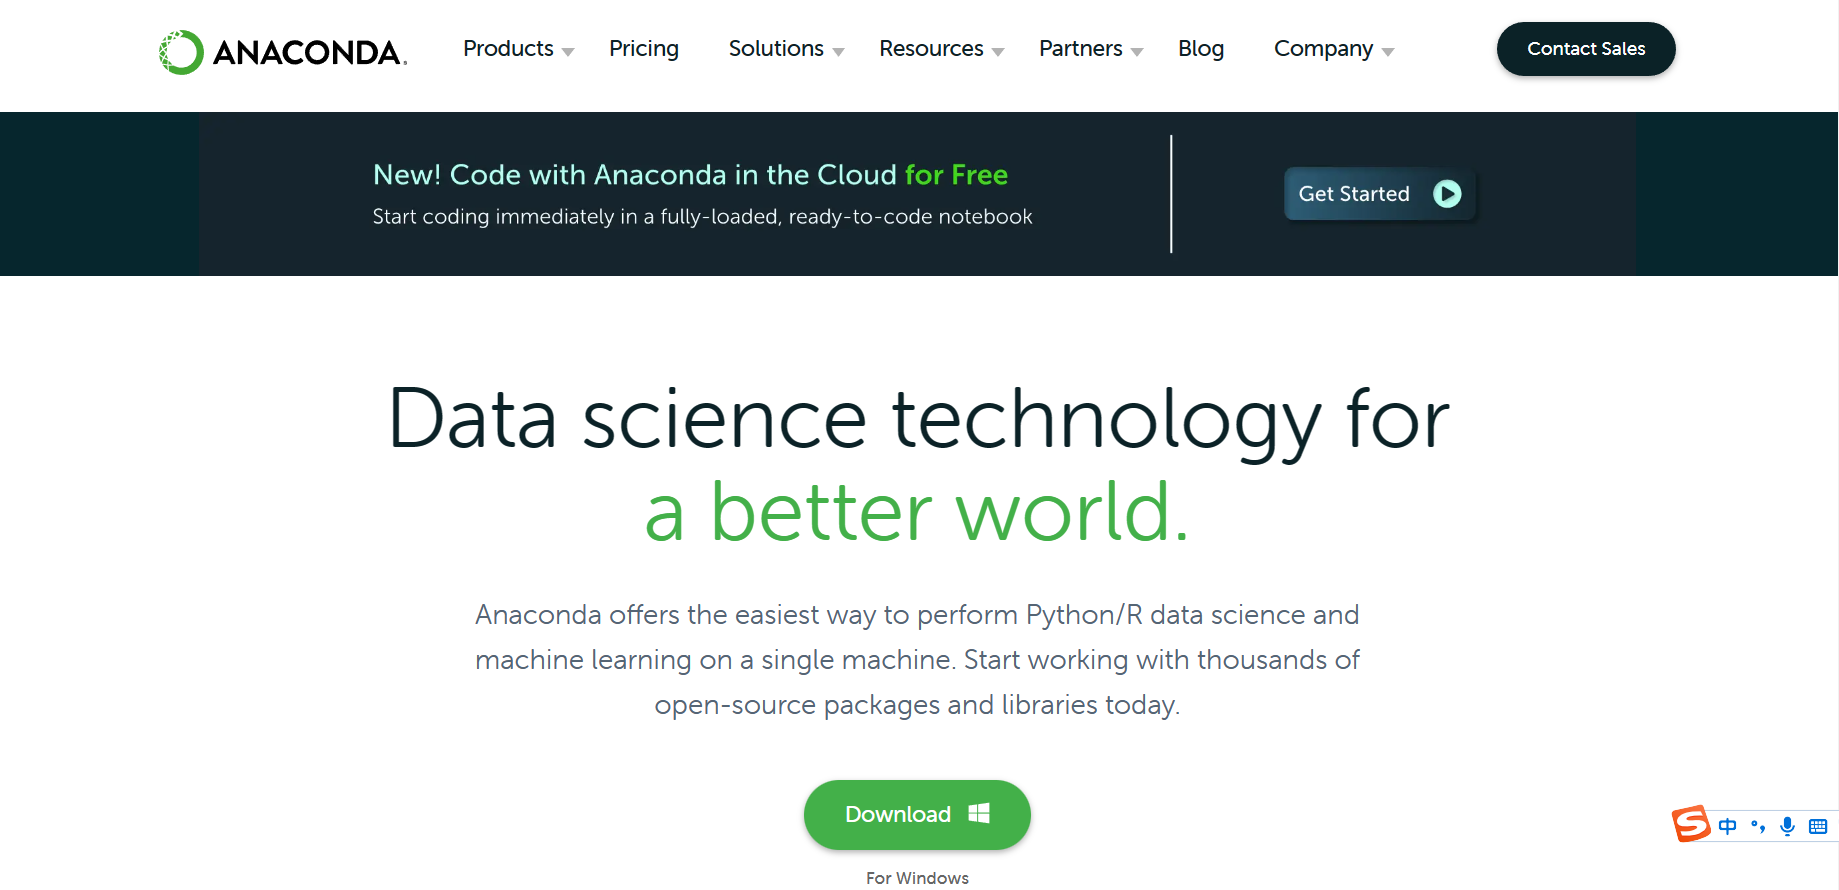 ANACONDA.
Products
Pricing
Solutions
Resources
Partners
Blog
Company
Contact Sales
New! Code with Anaconda in the Cloud for Free
Start coding immediately in a fully-loaded, ready-to-code notebook
Get Started
Data science technology for
a better world.
Anaconda offers the easiest way to perform Python/R data science and
machine learning on a single machine. Start working with thousands of
open-source packages and libraries today.
Download
For Windows
S 中 °,